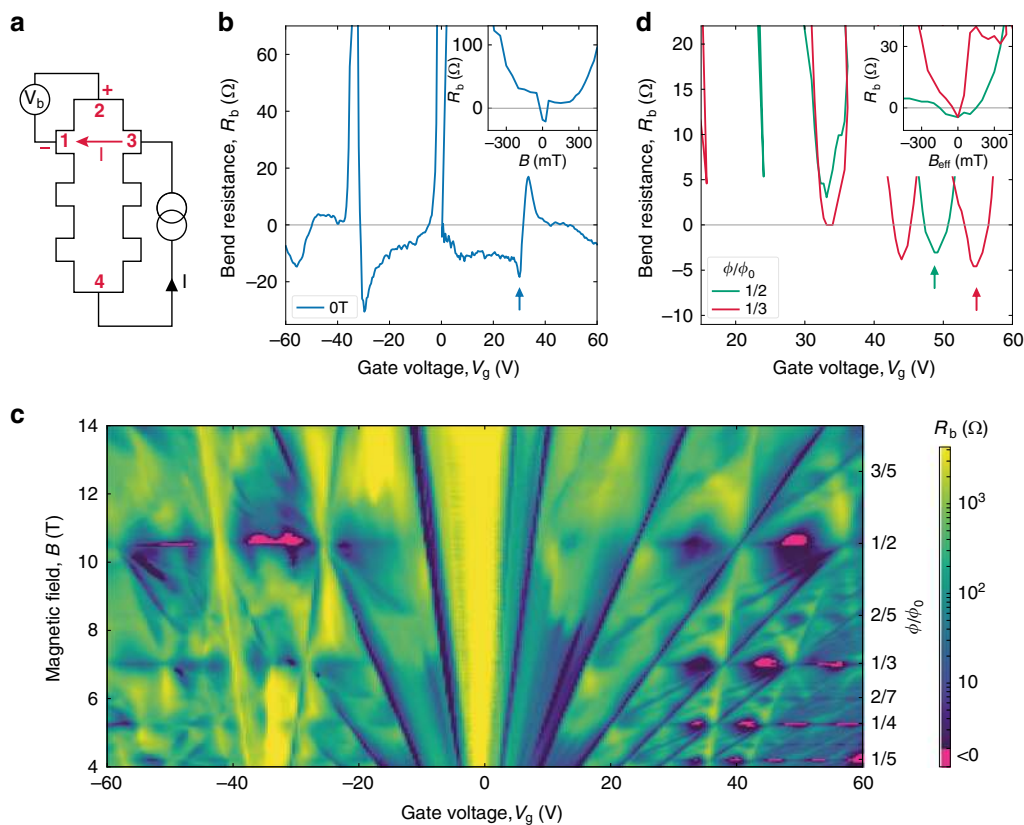 a
V_b
+
2
1
3
−
I
4
I
b
Bend resistance, R_b (Ω)
60
40
20
0
−20
−60 −40 −20 0 20 40 60
Gate voltage, V_g (V)
0T
R_b (Ω)
100
0
−300 0 300
B (mT)
d
Bend resistance, R_b (Ω)
20
15
10
5
0
−5
−10
20 30 40 50 60
Gate voltage, V_g (V)
ϕ/ϕ_0
1/2
1/3
R_b (Ω)
30
0
−300 0 300
B_eff (mT)
c
Magnetic field, B (T)
14
12
10
8
6
4
−60 −40 −20 0 20 40 60
Gate voltage, V_g (V)
3/5
1/2
2/5
1/3
2/7
1/4
1/5
ϕ/ϕ_0
R_b (Ω)
10^3
10^2
10
<0